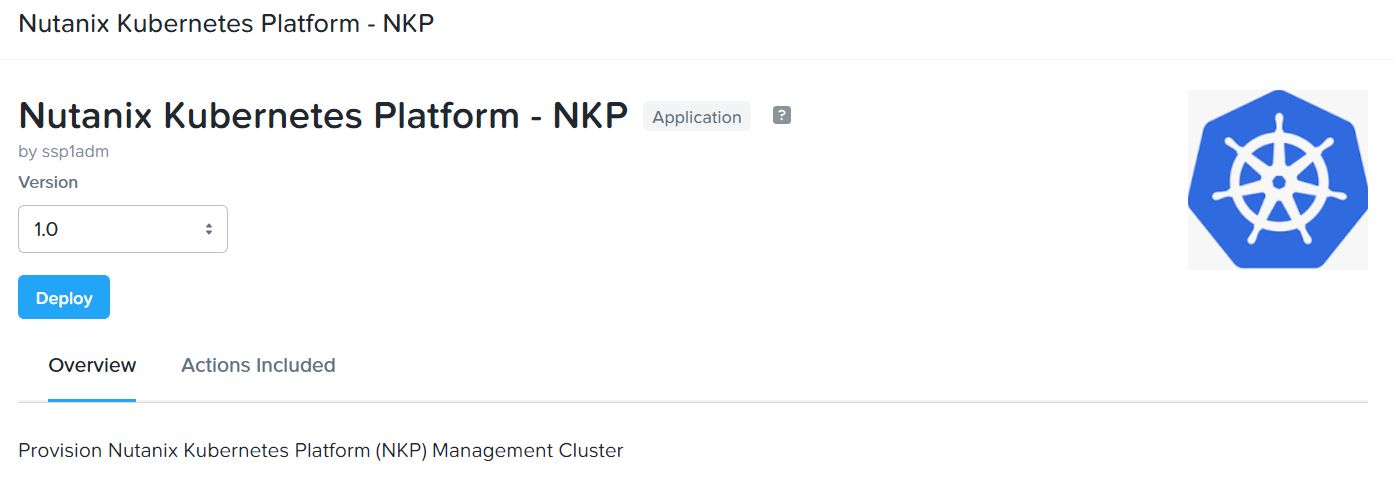 Nutanix Kubernetes Platform - NKP
Nutanix Kubernetes Platform - NKP Application ?
by ssp1adm
Version
1.0
Deploy
Overview Actions Included
Provision Nutanix Kubernetes Platform (NKP) Management Cluster